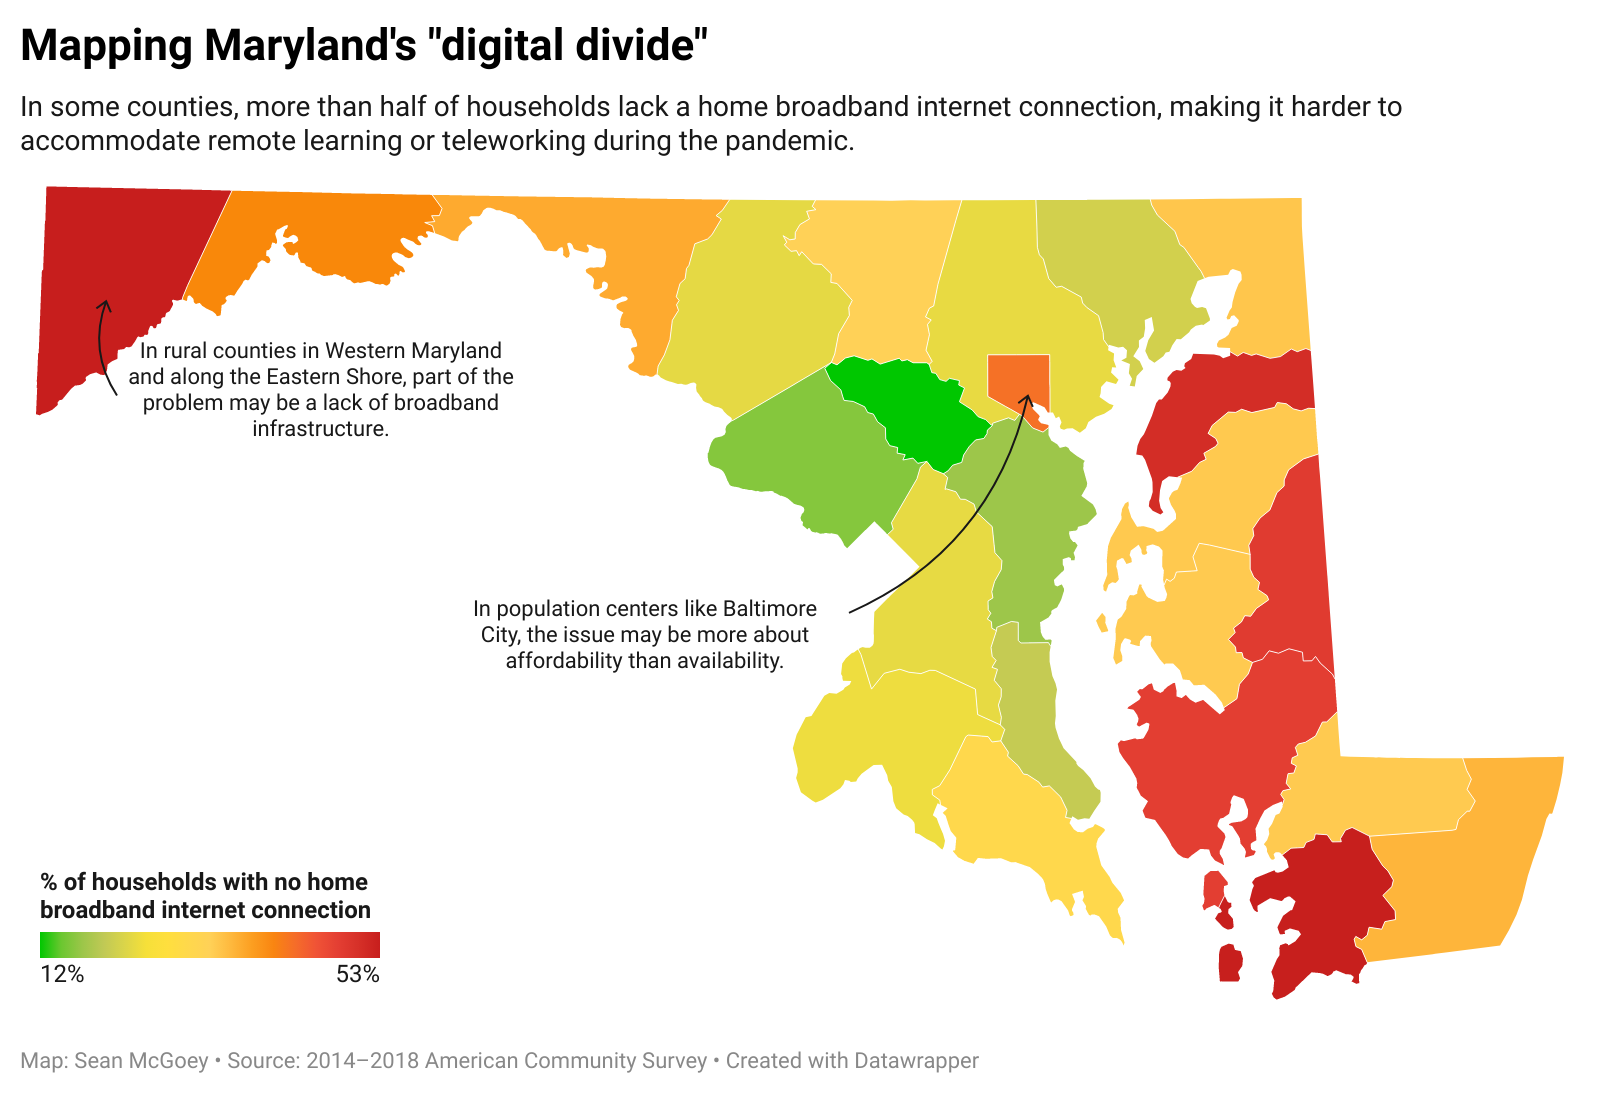 Mapping Maryland's "digital divide"
In some counties, more than half of households lack a home broadband internet connection, making it harder to
accommodate remote learning or teleworking during the pandemic.
In rural counties in Western Maryland
and along the Eastern Shore, part of the
problem may be a lack of broadband
infrastructure.
In population centers like Baltimore
City, the issue may be more about
affordability than availability.
% of households with no home
broadband internet connection
12% 53%
Map: Sean McGoey • Source: 2014–2018 American Community Survey • Created with Datawrapper